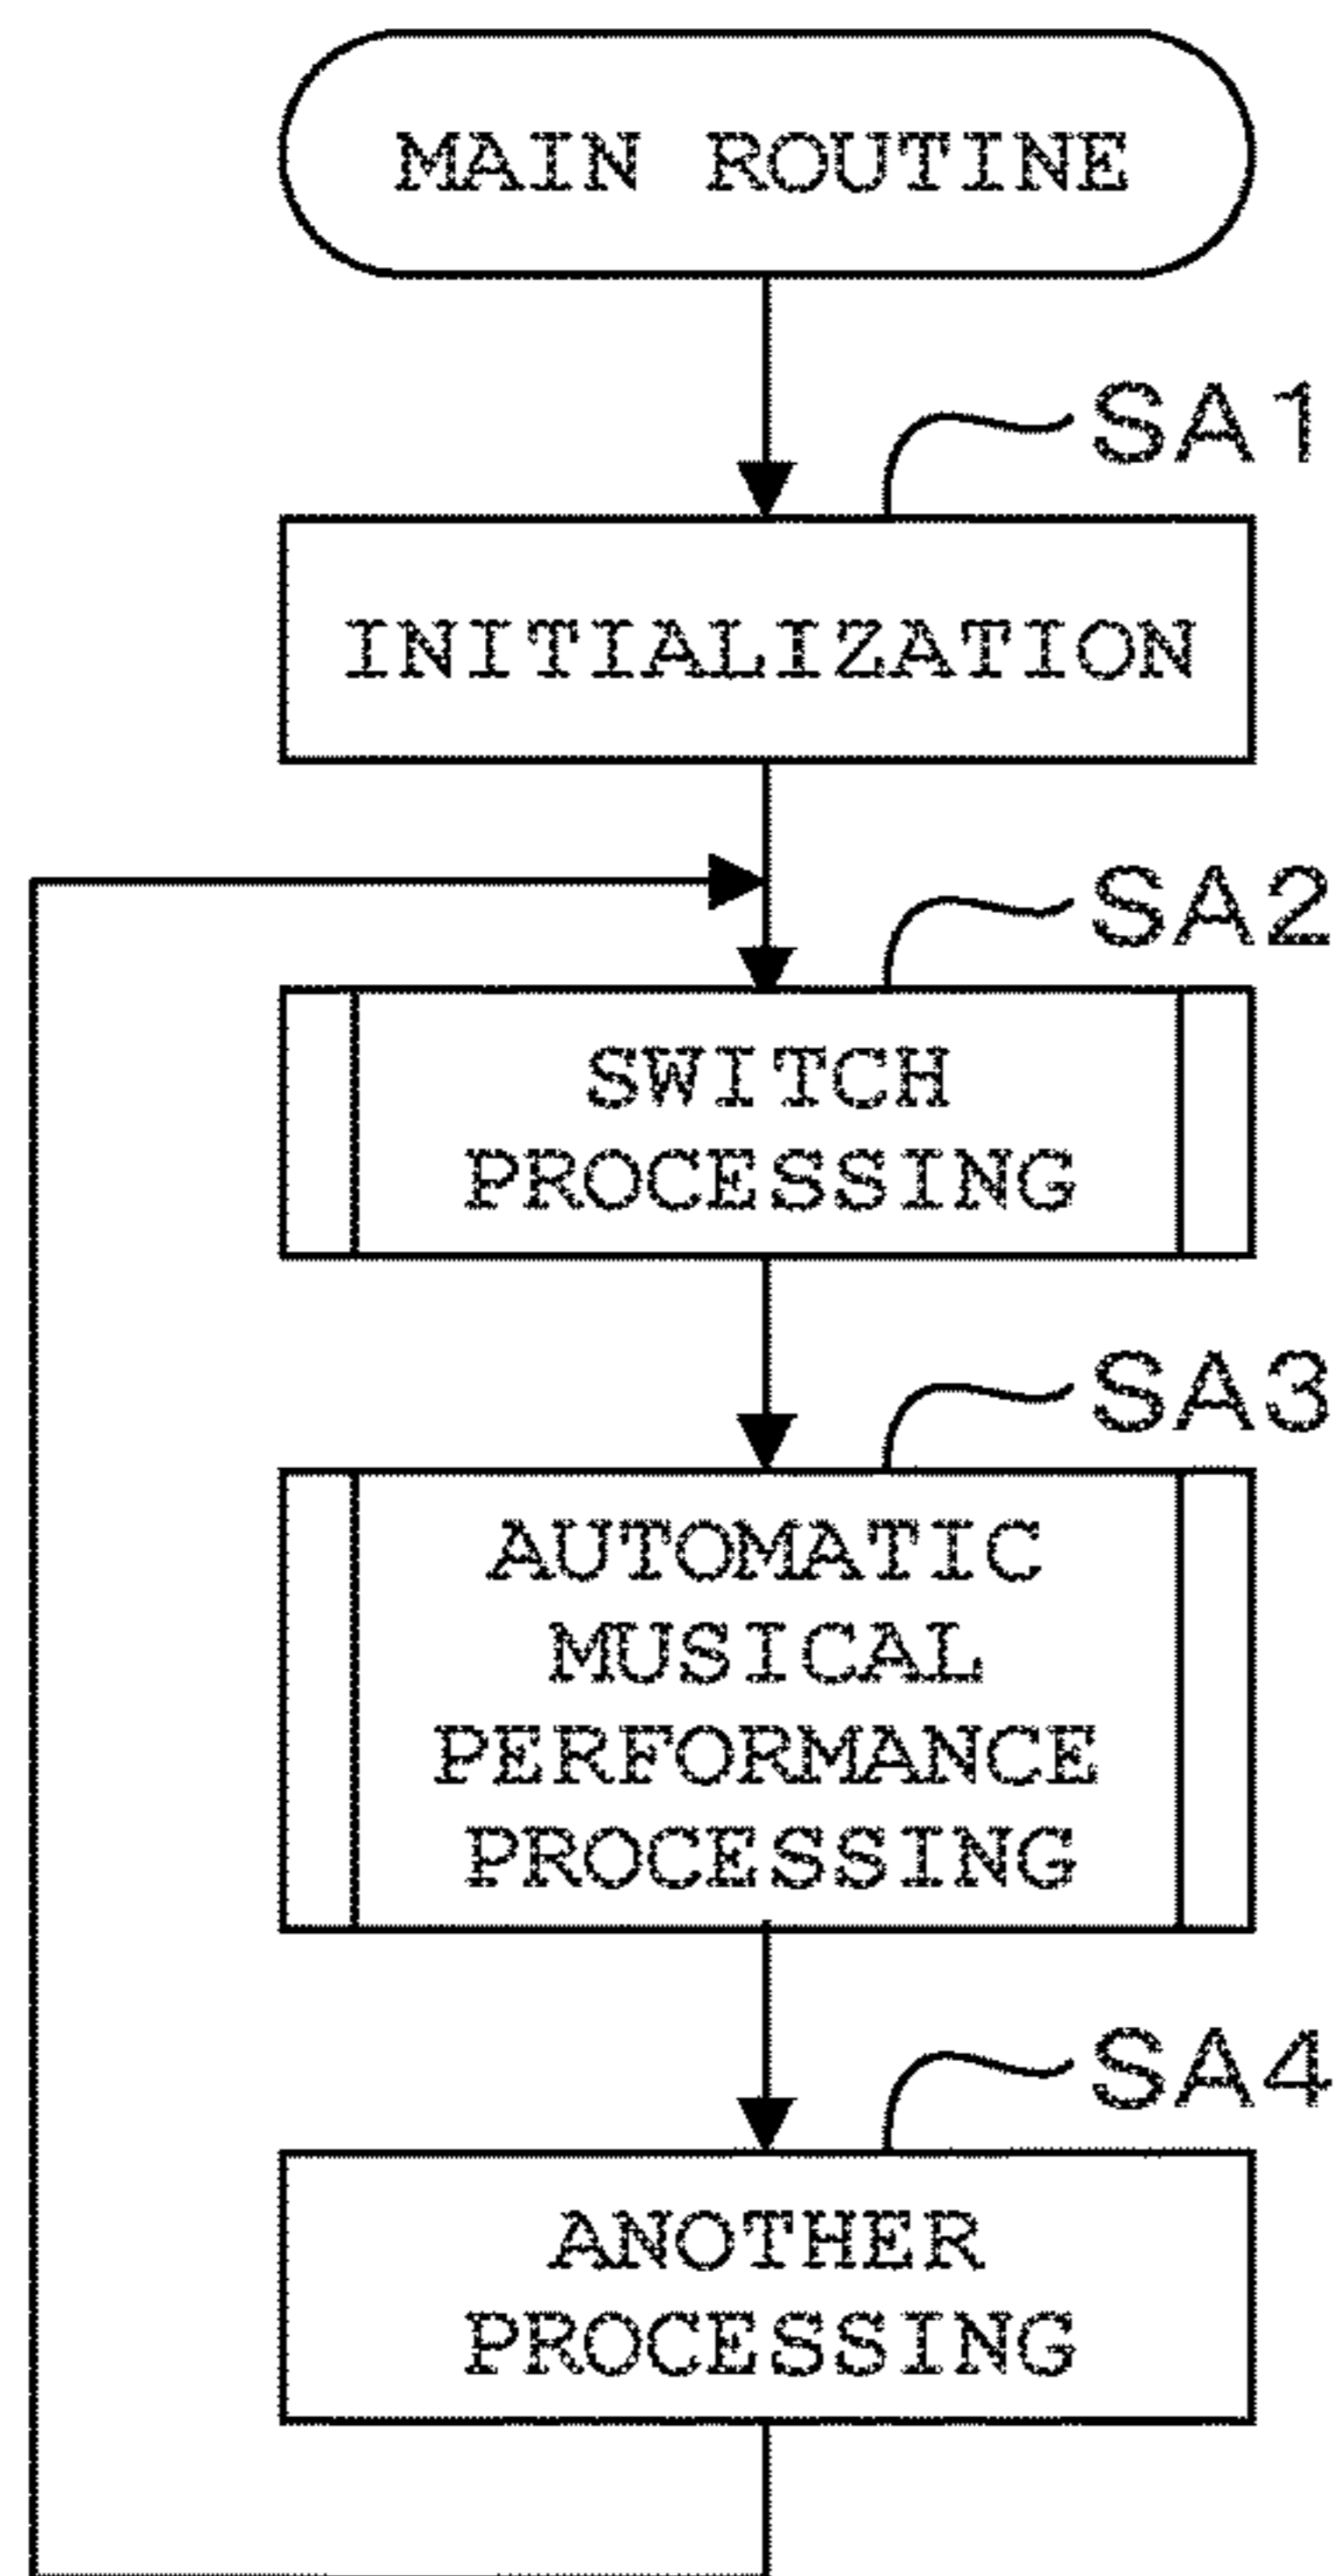 MAIN ROUTINE
SA1
INITIALIZATION
SA2
SWITCH
PROCESSING
SA3
AUTOMATIC
MUSICAL
PERFORMANCE
PROCESSING
SA4
ANOTHER
PROCESSING